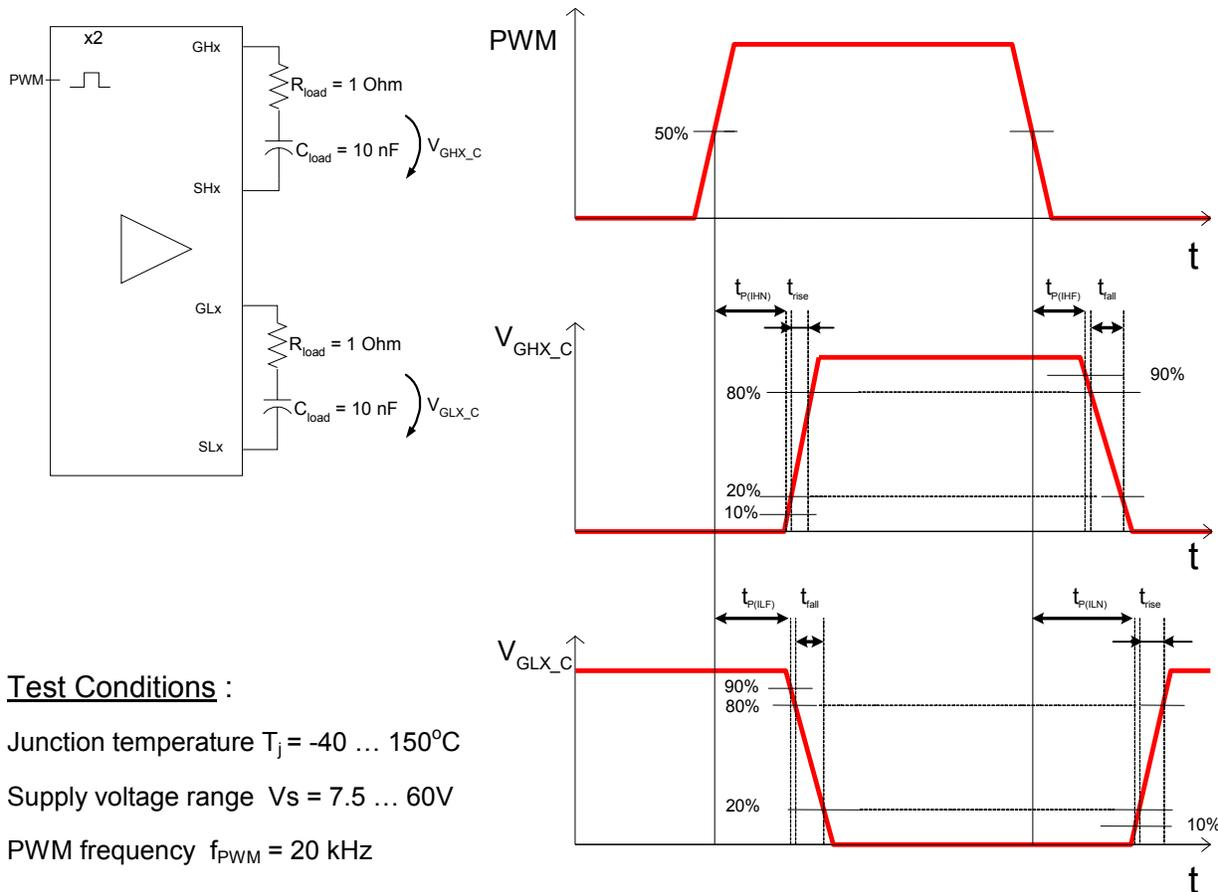 x2
PWM
GHx
R_load = 1 Ohm
C_load = 10 nF
V_GHX_C
SHx
GLx
R_load = 1 Ohm
C_load = 10 nF
V_GLX_C
SLx
PWM
50%
t
V_GHX_C
t_P(IHN)
t_rise
t_P(IHF)
t_fall
90%
80%
20%
10%
t
V_GLX_C
t_P(ILF)
t_fall
t_P(ILN)
t_rise
90%
80%
20%
10%
t
Test Conditions :
Junction temperature T_j = -40 … 150°C
Supply voltage range Vs = 7.5 … 60V
PWM frequency f_PWM = 20 kHz